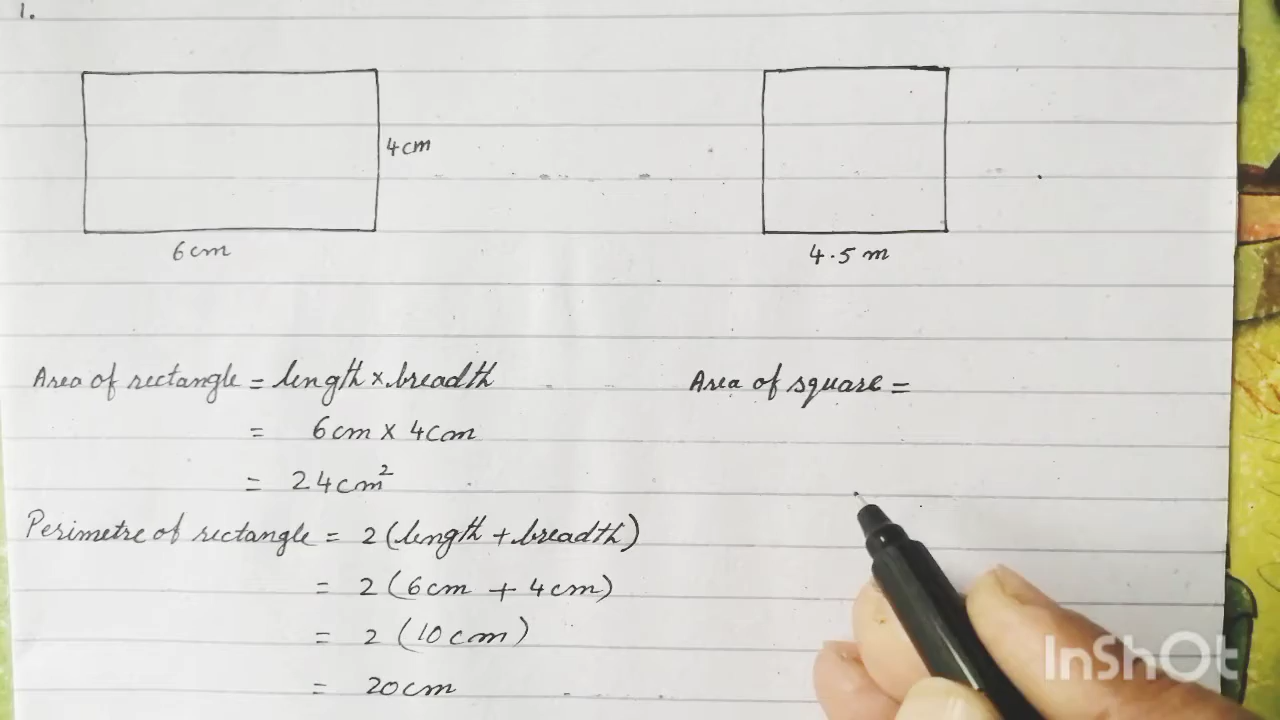 1.
4cm
6cm
4.5 m
Area of rectangle = length × breadth
= 6cm × 4cm
= 24cm²
Perimetre of rectangle = 2(length + breadth)
= 2(6cm + 4cm)
= 2(10cm)
= 20cm
Area of square =
InShOt